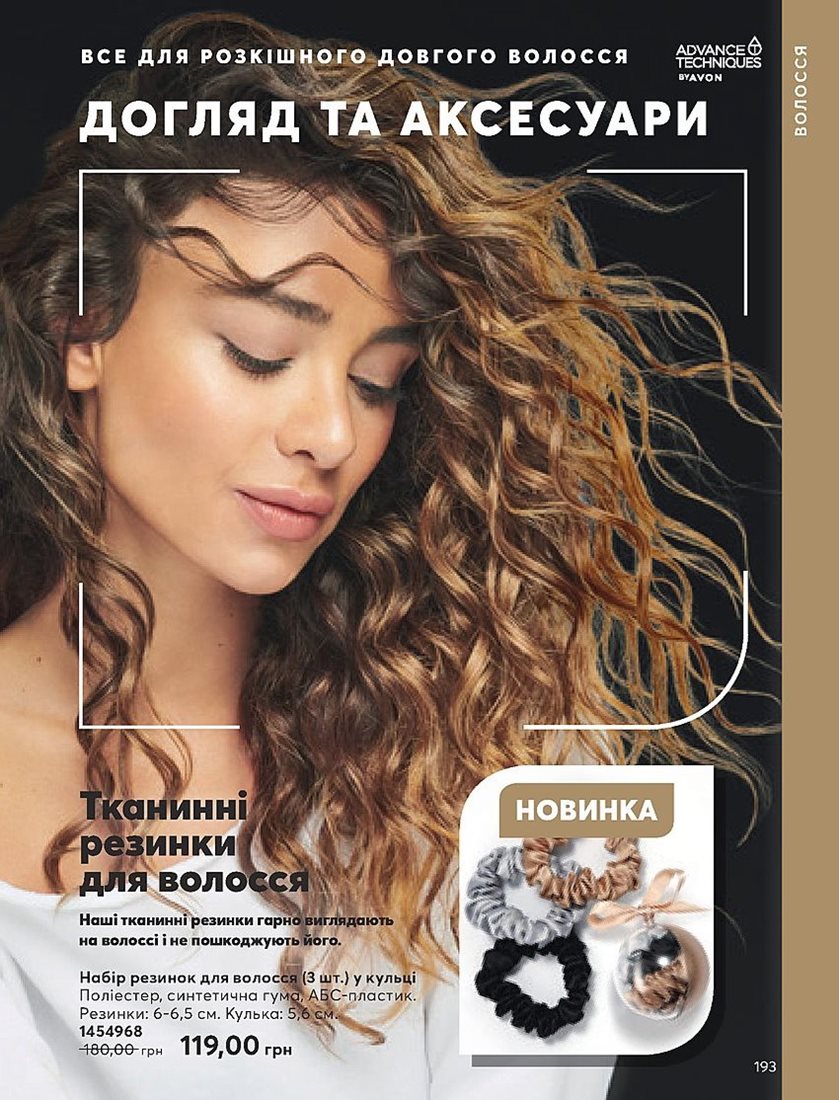 ВСЕ ДЛЯ РОЗКІШНОГО ДОВГОГО ВОЛОССЯ
ADVANCE
TECHNIQUES
BY AVON
ДОГЛЯД ТА АКСЕСУАРИ
ВОЛОССЯ
Тканинні
резинки
для волосся
Наші тканинні резинки гарно виглядають
на волоссі і не пошкоджують його.
Набір резинок для волосся (3 шт.) у кульці
Поліестер, синтетична гума, АБС-пластик.
Резинки: 6-6,5 см. Кулька: 5,6 см.
1454968
180,00 грн 119,00 грн
НОВИНКА
193